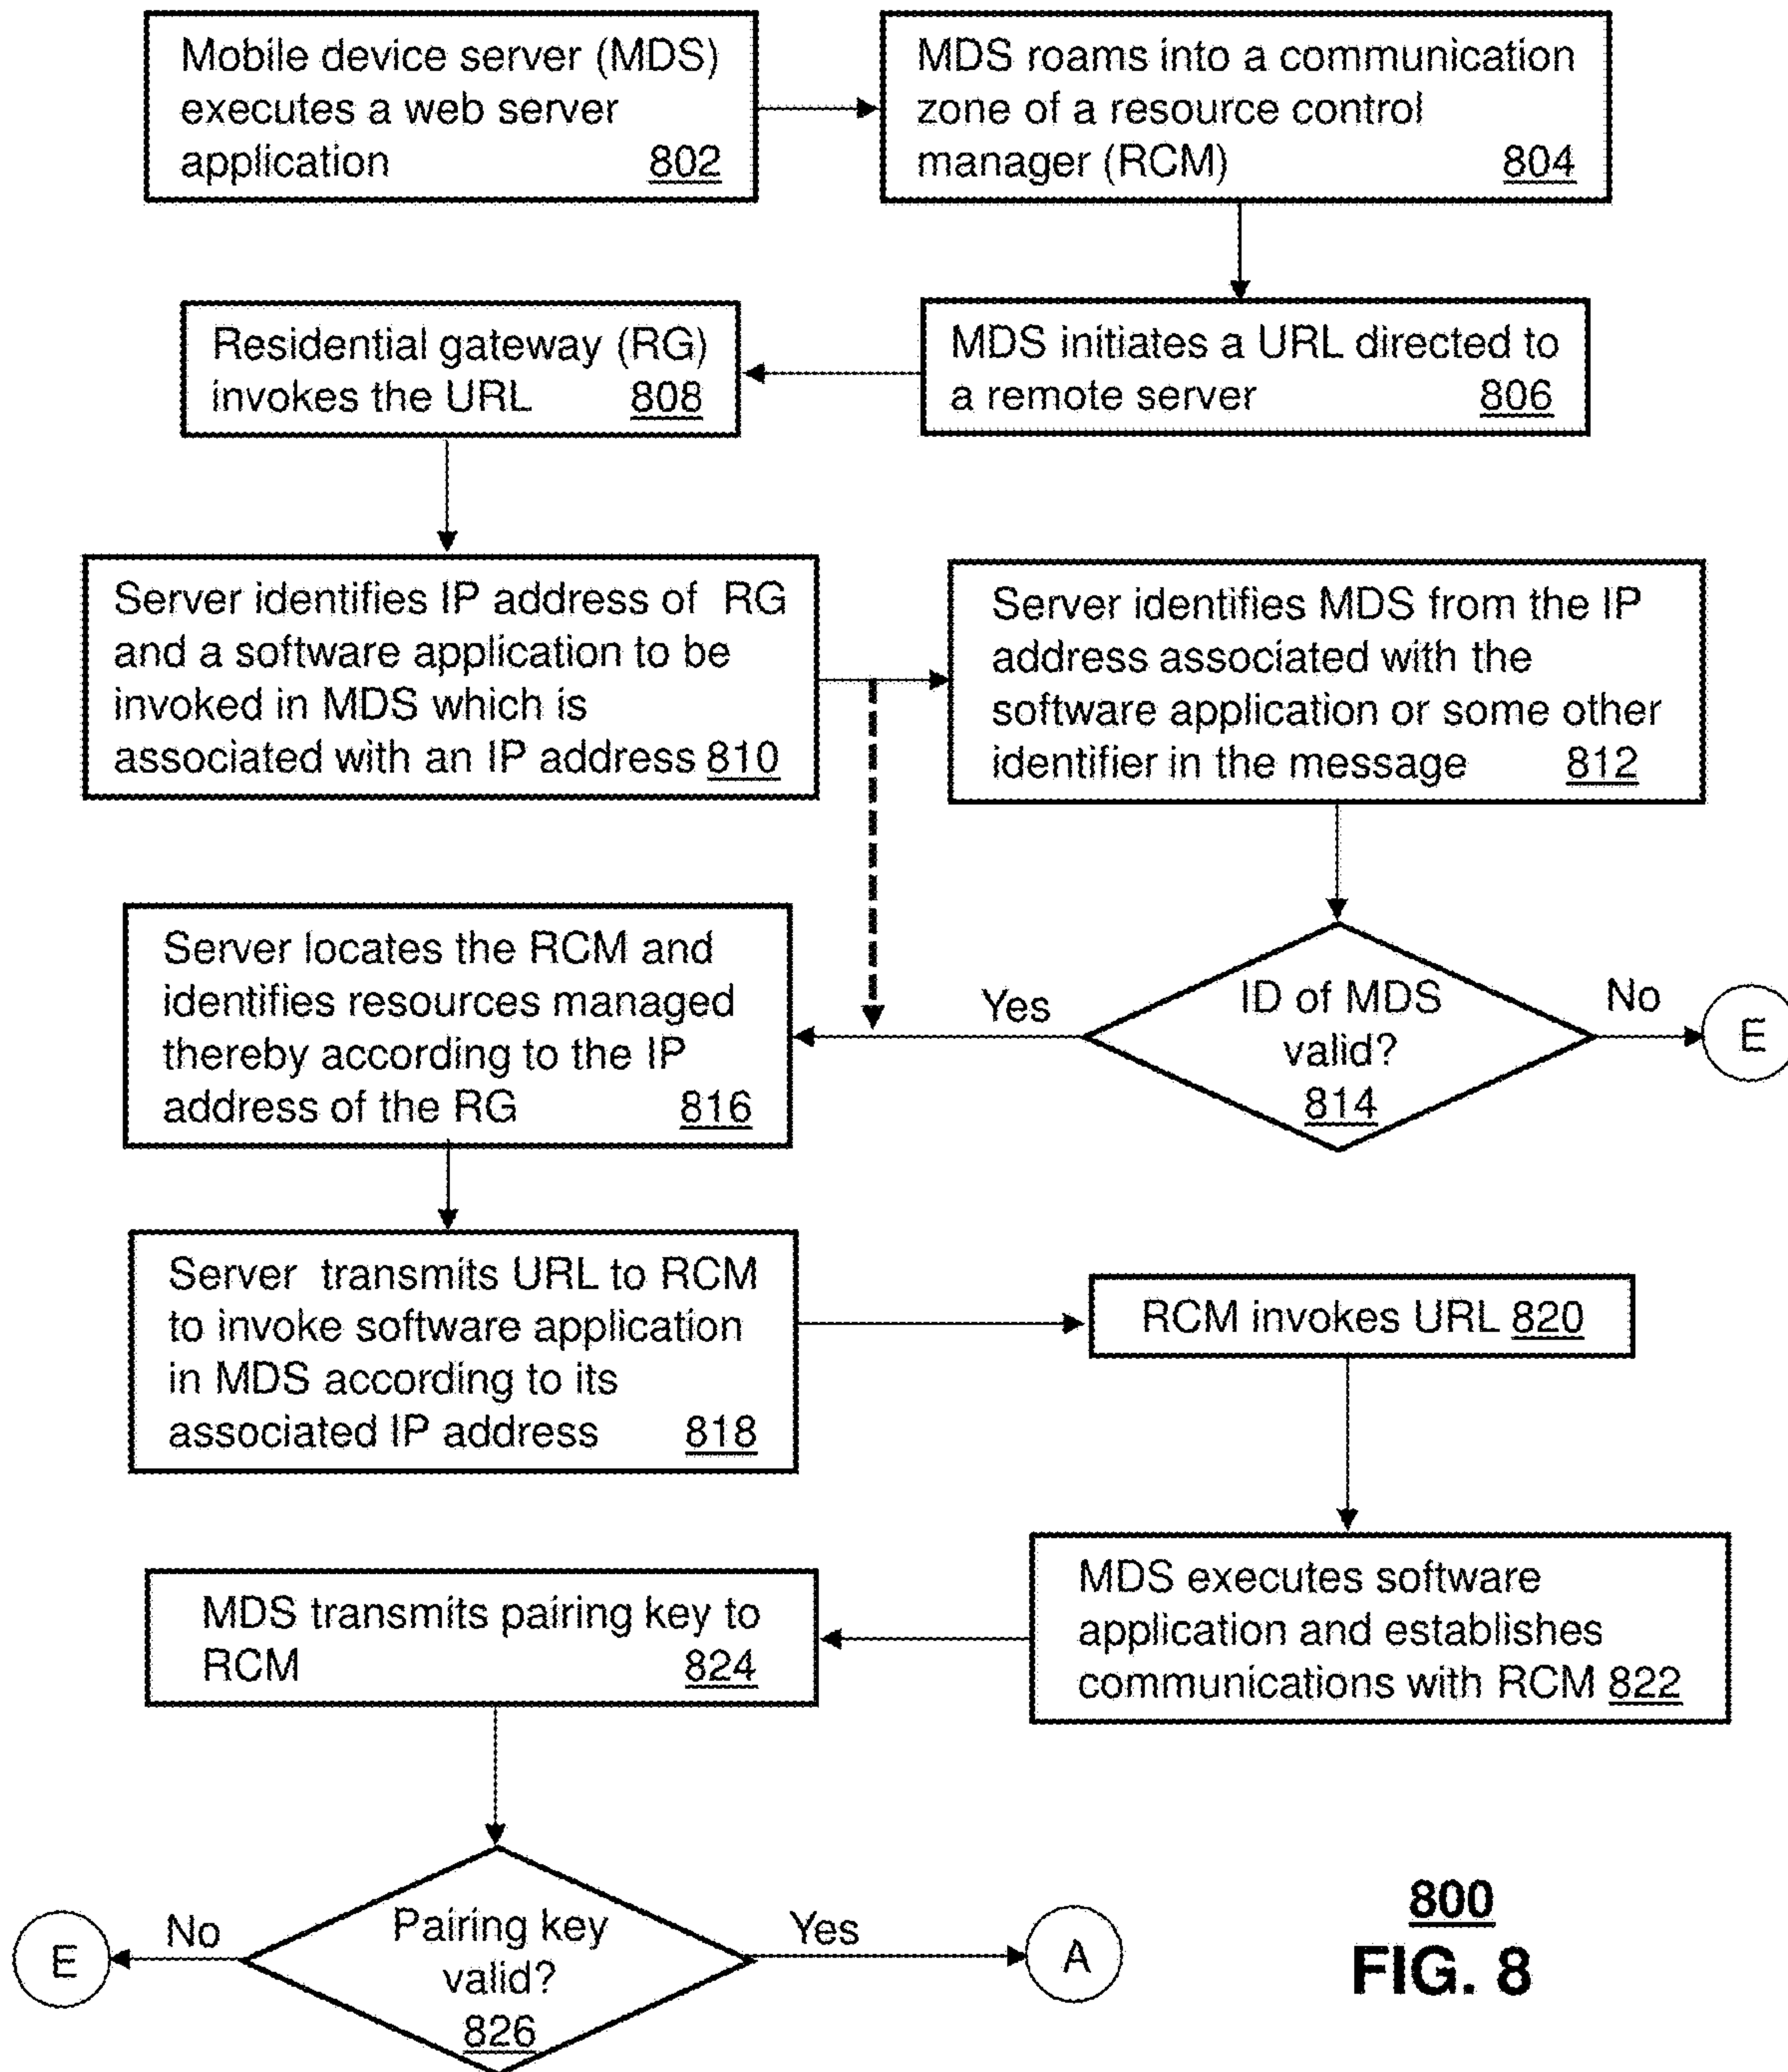 Mobile device server (MDS)
executes a web server
application 802
MDS roams into a communication
zone of a resource control
manager (RCM) 804
MDS initiates a URL directed to
a remote server 806
Residential gateway (RG)
invokes the URL 808
Server identifies IP address of RG
and a software application to be
invoked in MDS which is
associated with an IP address 810
Server identifies MDS from the IP
address associated with the
software application or some other
identifier in the message 812
ID of MDS
valid?
814
Yes
No
E
Server locates the RCM and
identifies resources managed
thereby according to the IP
address of the RG 816
Server transmits URL to RCM
to invoke software application
in MDS according to its
associated IP address 818
RCM invokes URL 820
MDS executes software
application and establishes
communications with RCM 822
MDS transmits pairing key to
RCM 824
Pairing key
valid?
826
No
E
Yes
A
800
FIG. 8